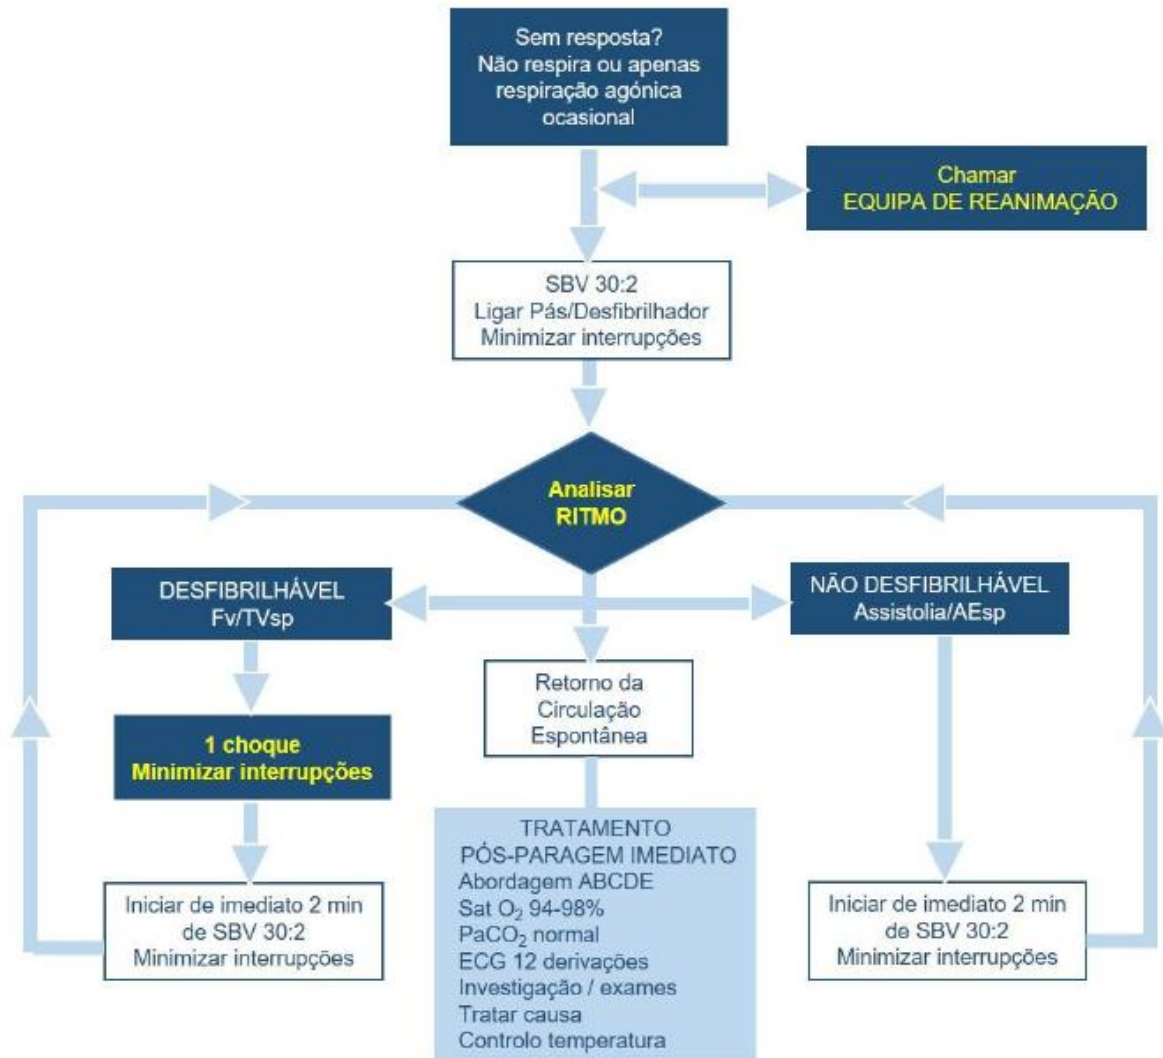 Sem resposta?
Não respira ou apenas
respiração agónica
ocasional
Chamar
EQUIPA DE REANIMAÇÃO
SBV 30:2
Ligar Pás/Desfibrilhador
Minimizar interrupções
Analisar
RITMO
DESFIBRILHÁVEL
Fv/TVsp
NÃO DESFIBRILHÁVEL
Assistolia/AEsp
Retorno da
Circulação
Espontânea
1 choque
Minimizar interrupções
TRATAMENTO
PÓS-PARAGEM IMEDIATO
Abordagem ABCDE
Sat O₂ 94-98%
PaCO₂ normal
ECG 12 derivações
Investigação / exames
Tratar causa
Controlo temperatura
Iniciar de imediato 2 min
de SBV 30:2
Minimizar interrupções
Iniciar de imediato 2 min
de SBV 30:2
Minimizar interrupções